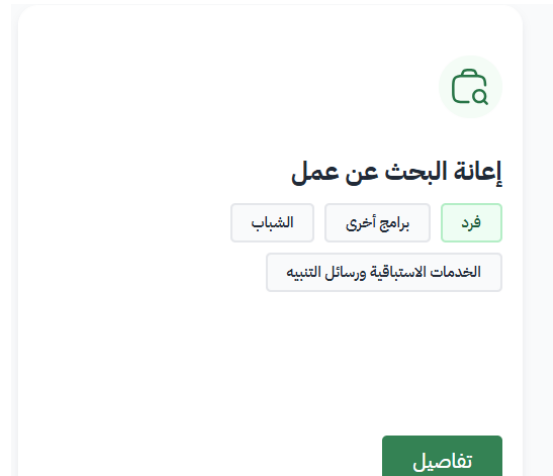 إعانة البحث عن عمل
فرد برامج أخرى الشباب
الخدمات الاستباقية ورسائل التنبيه
تفاصيل